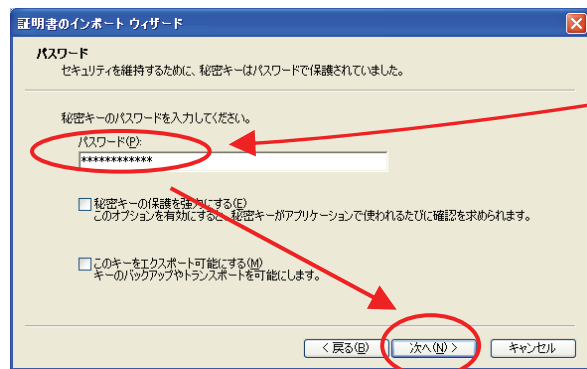 証明書のインポート ウィザード
パスワード
セキュリティを維持するために、秘密キーはパスワードで保護されていました。
秘密キーのパスワードを入力してください。
パスワード(P):
************
秘密キーの保護を強力にする(E)
このオプションを有効にすると、秘密キーがアプリケーションで使われるたびに確認を求められます。
このキーをエクスポート可能にする(M)
キーのバックアップやトランスポートを可能にします。
< 戻る(B) 次へ(N) > キャンセル